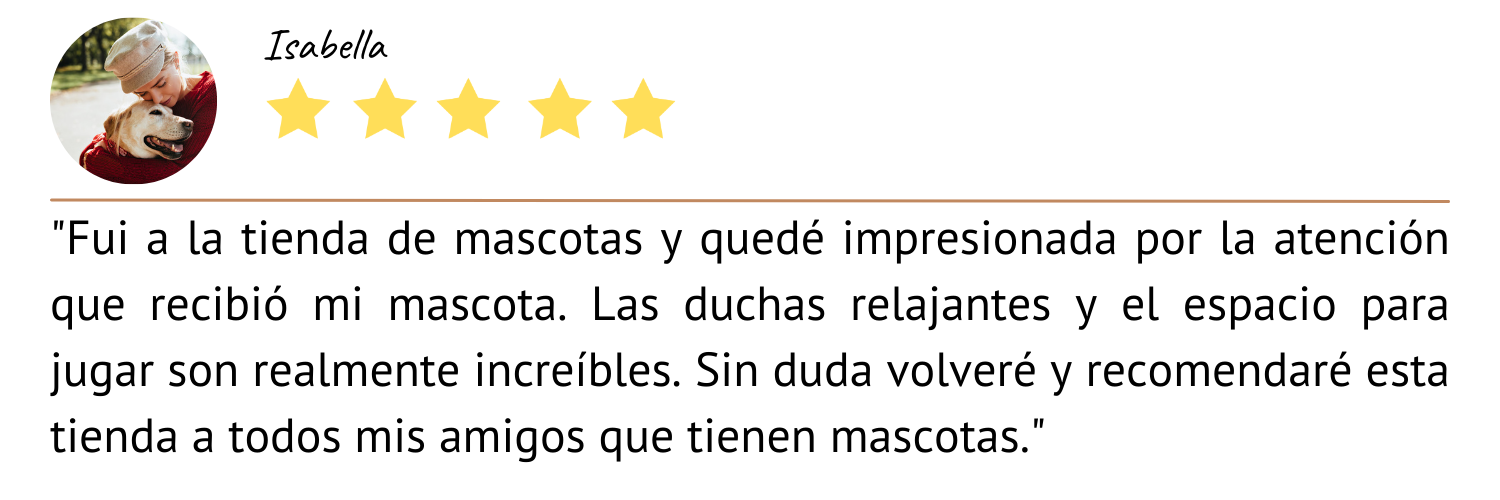 Isabella
"Fui a la tienda de mascotas y quedé impresionada por la atención
que recibió mi mascota. Las duchas relajantes y el espacio para
jugar son realmente increíbles. Sin duda volveré y recomendaré esta
tienda a todos mis amigos que tienen mascotas."